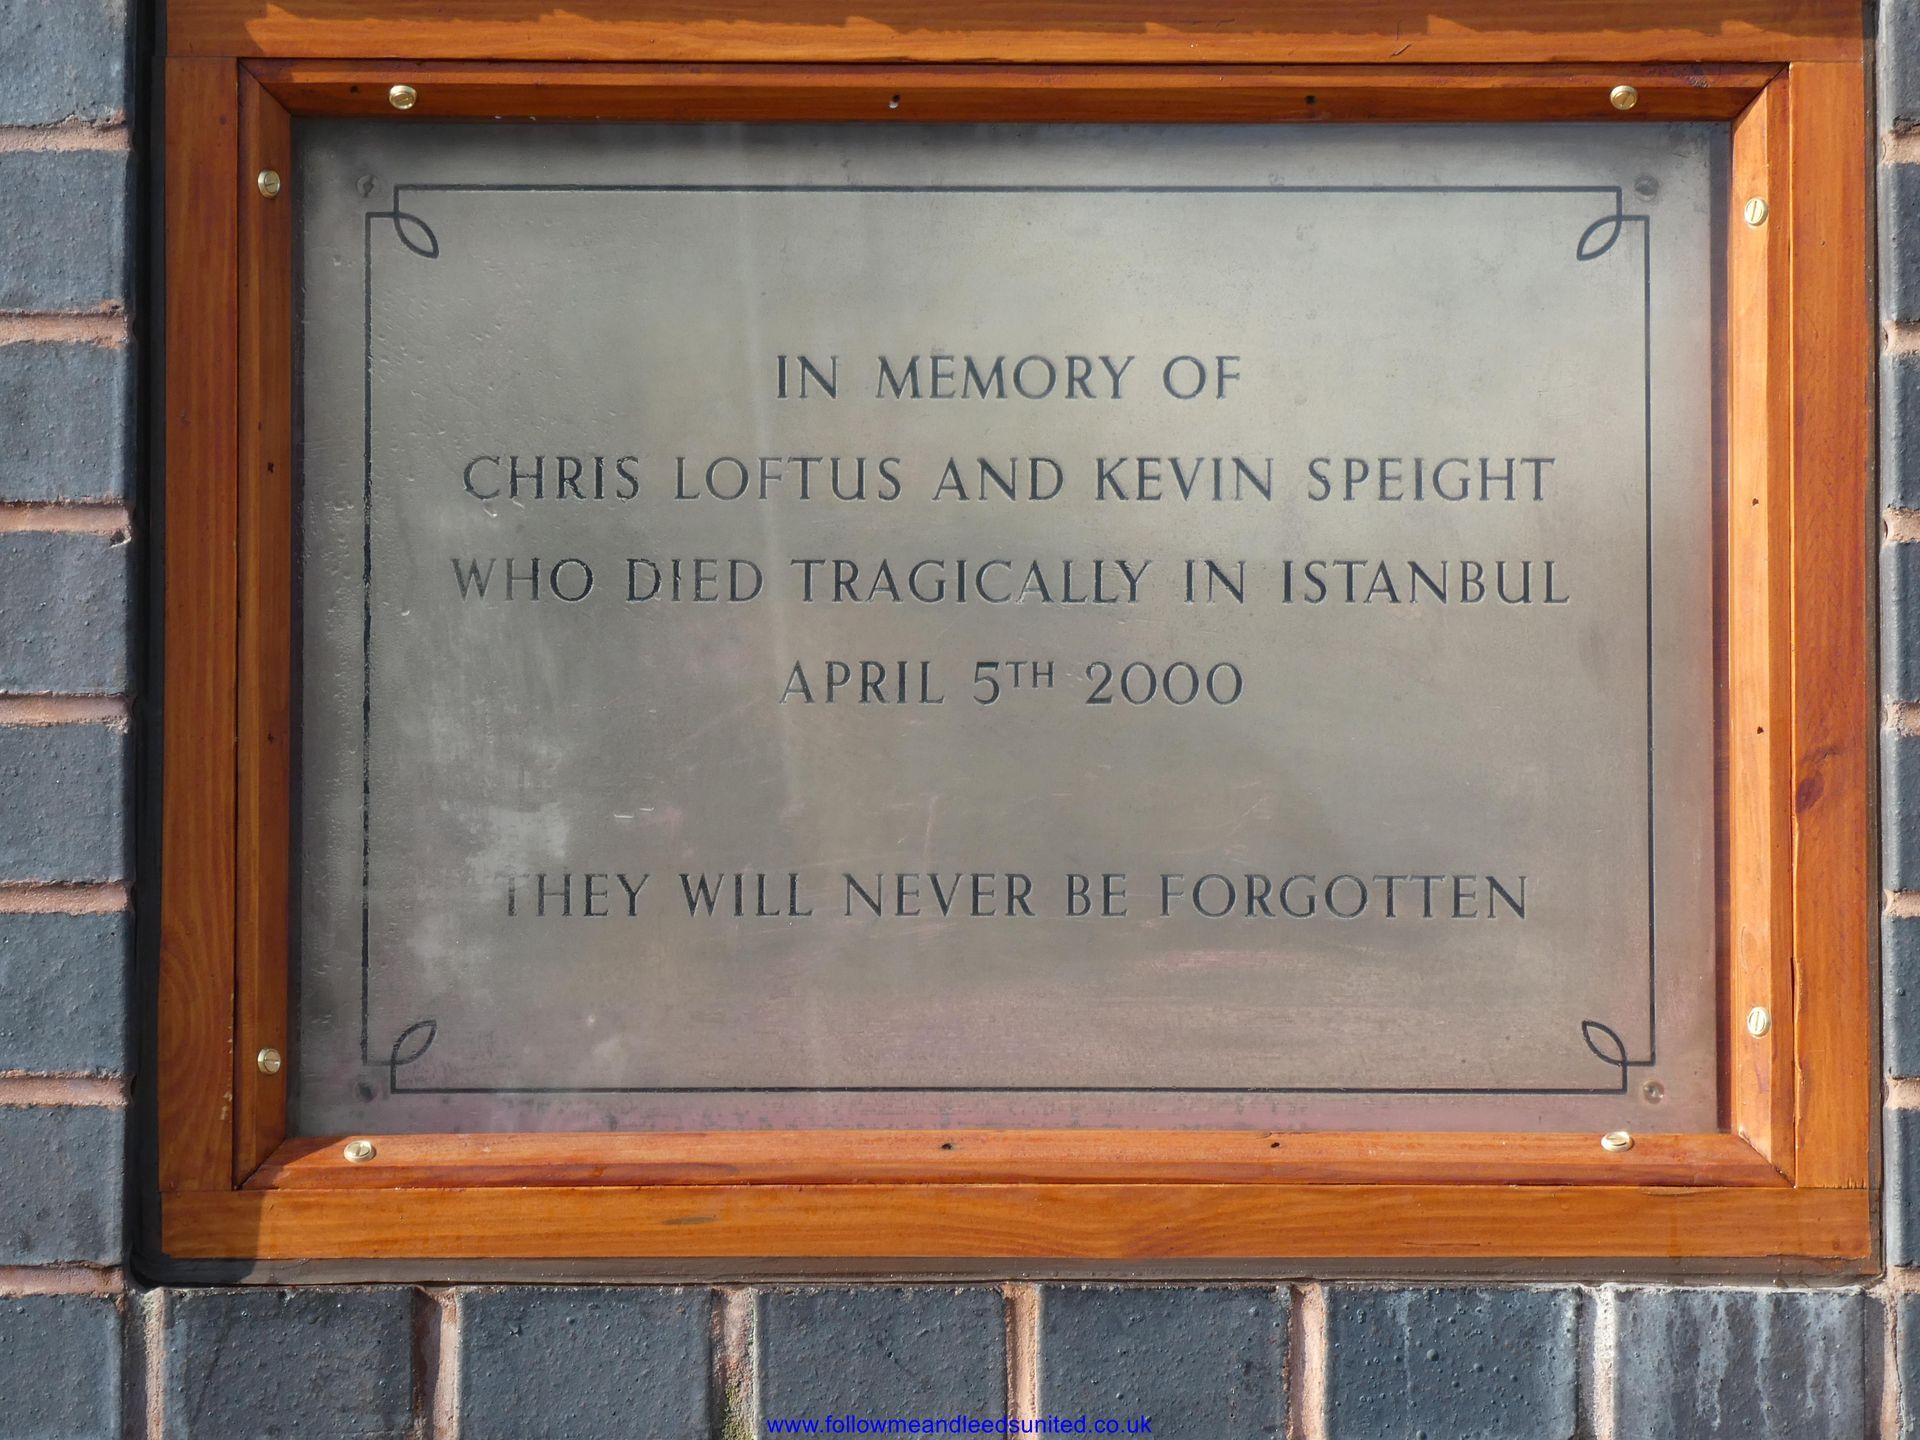 IN MEMORY OF
CHRIS LOFTUS AND KEVIN SPEIGHT
WHO DIED TRAGICALLY IN ISTANBUL
APRIL 5TH 2000
THEY WILL NEVER BE FORGOTTEN
www.followmeandleedsunited.co.uk